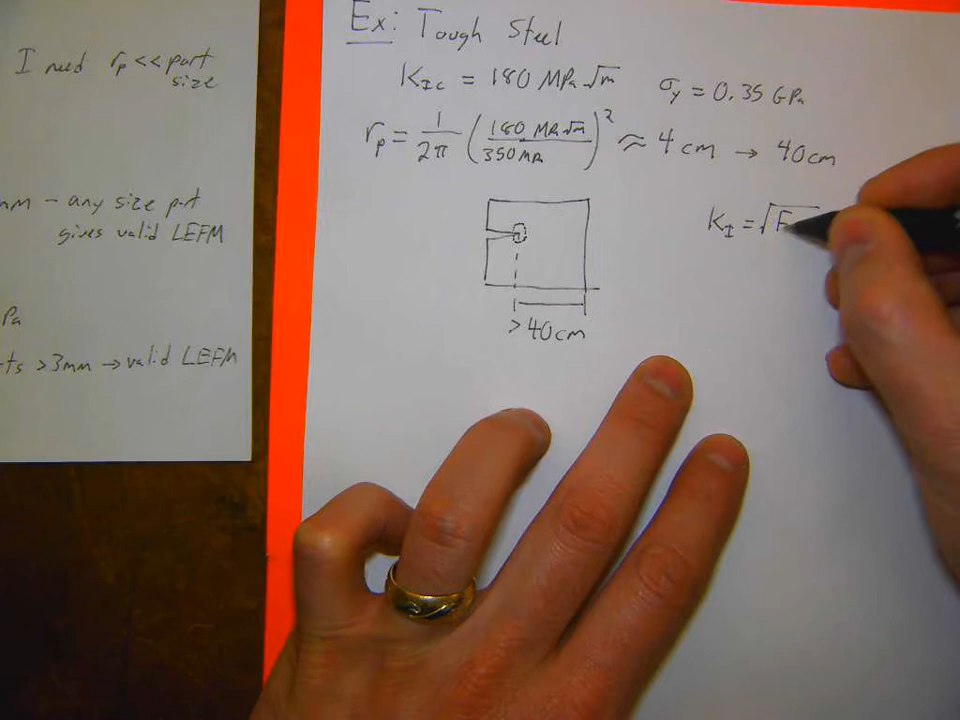 I need rp << part
size
mm - any size part
gives valid LEFM
Pa
ts >3mm → valid LEFM
Ex: Tough Steel
KIc = 180 MPa√m σy = 0.35 GPa
rp = 1/2π (180 MPa√m / 350 MPa)² ≈ 4 cm → 40cm
KI = √E
>40cm